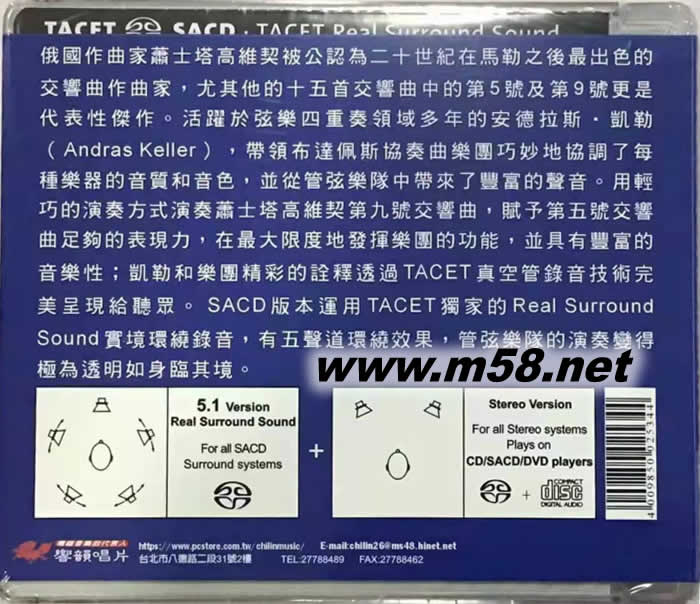 TACET SACD · TACET Real Surround Sound
俄國作曲家蕭士塔高維契被公認為二十世紀在馬勒之後最出色的
交響曲作曲家，尤其他的十五首交響曲中的第5號及第9號更是
代表性傑作。活躍於弦樂四重奏領域多年的安德拉斯·凱勒
（Andras Keller），帶領布達佩斯協奏曲樂團巧妙地協調了每
種樂器的音質和音色，並從管弦樂隊中帶來了豐富的聲音。用輕
巧的演奏方式演奏蕭士塔高維契第九號交響曲，賦予第五號交響
曲足夠的表現力，在最大限度地發揮樂團的功能，並具有豐富的
音樂性；凱勒和樂團精彩的詮釋透過TACET真空管錄音技術完
美呈現給聽眾。SACD版本運用TACET獨家的Real Surround
Sound實境環繞錄音，有五聲道環繞效果，管弦樂隊的演奏變得
極為透明如身臨其境。
www.m58.net
5.1 Version
Real Surround Sound
For all SACD
Surround systems
+
Stereo Version
For all Stereo systems
Plays on
CD/SACD/DVD players
+
COMPACT
disc
DIGITAL AUDIO
4 009850 025344
響韻唱片
https://www.pcstore.com.tw/chilinmusic/ E-mail:chilin26@ms48.hinet.net
台北市八德路二段31號2樓 TEL:27788489 FAX:27788462